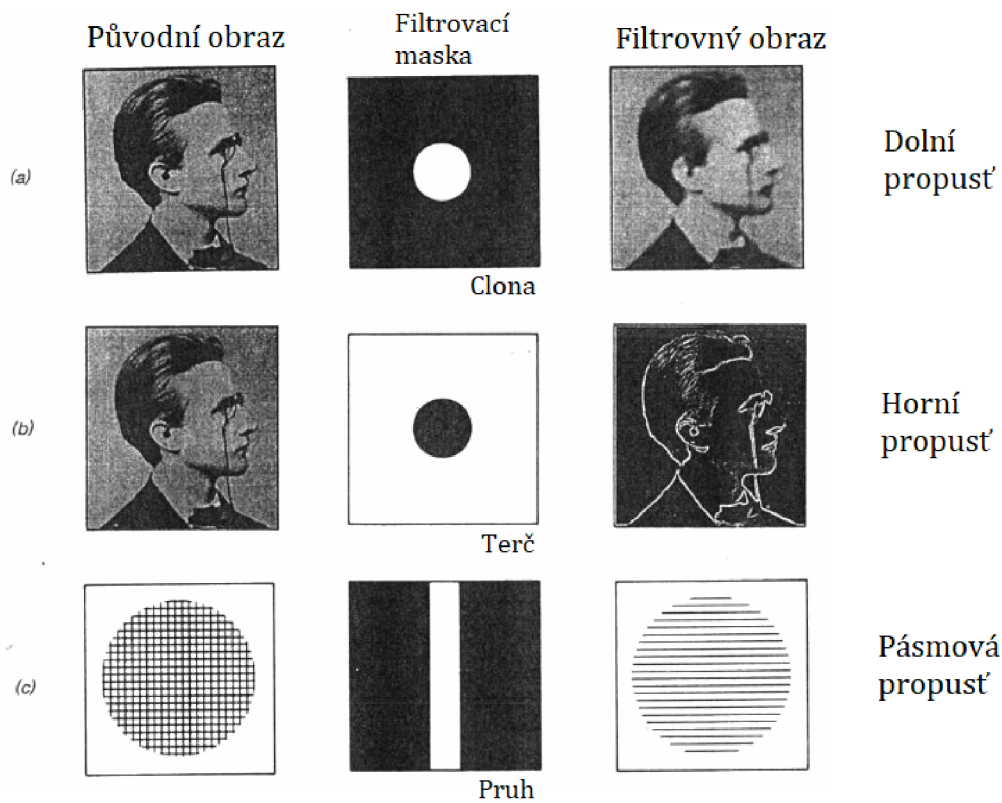 Původní obraz
Filtrovací
maska
Filtrovný obraz
(a)
Dolní
propusť
Clona
(b)
Horní
propusť
Terč
(c)
Pásmová
propusť
Pruh